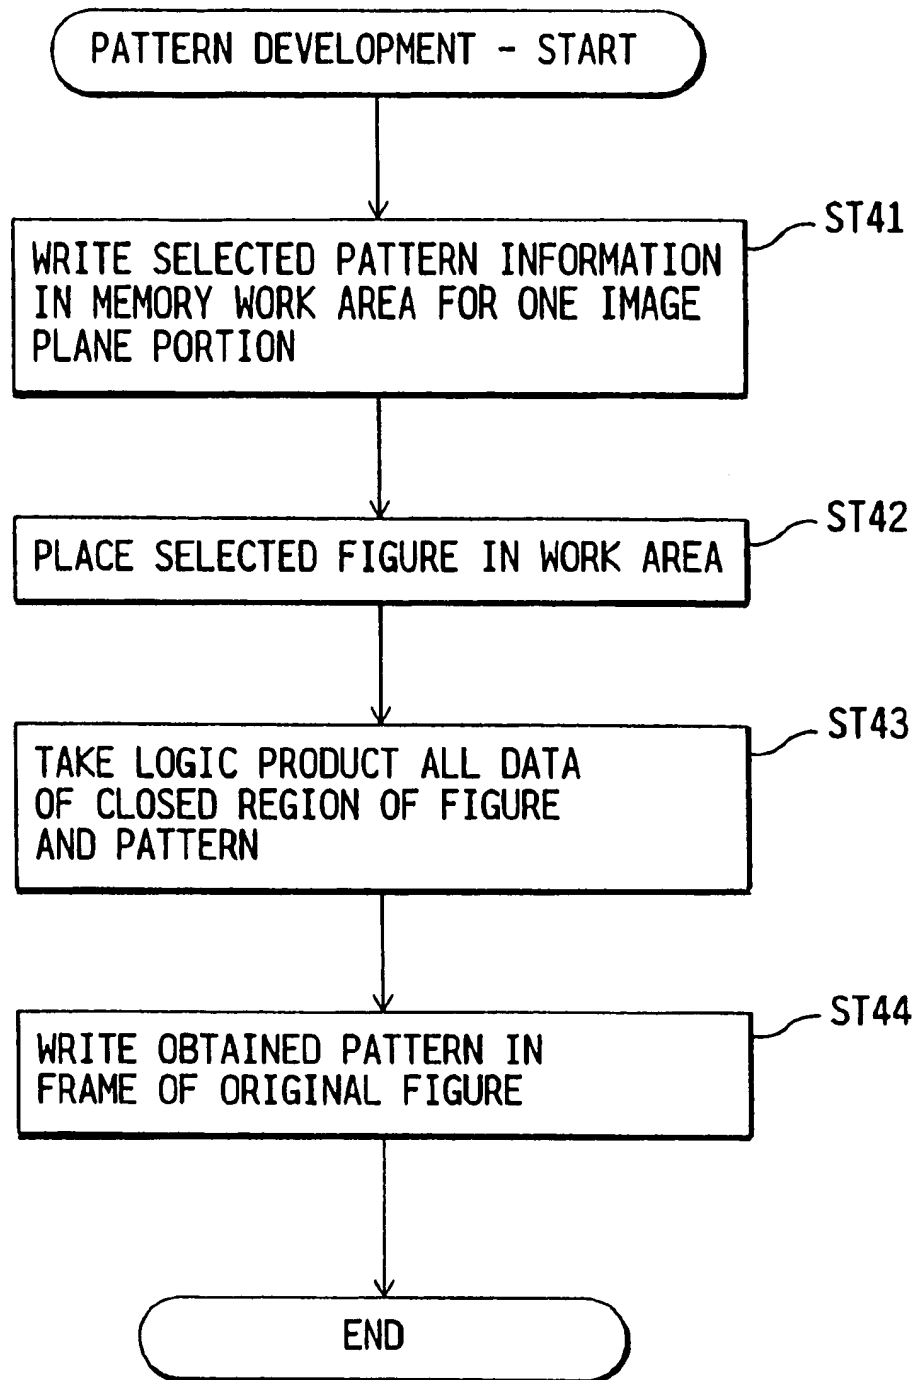 PATTERN DEVELOPMENT - START
ST41
WRITE SELECTED PATTERN INFORMATION
IN MEMORY WORK AREA FOR ONE IMAGE
PLANE PORTION
ST42
PLACE SELECTED FIGURE IN WORK AREA
ST43
TAKE LOGIC PRODUCT ALL DATA
OF CLOSED REGION OF FIGURE
AND PATTERN
ST44
WRITE OBTAINED PATTERN IN
FRAME OF ORIGINAL FIGURE
END